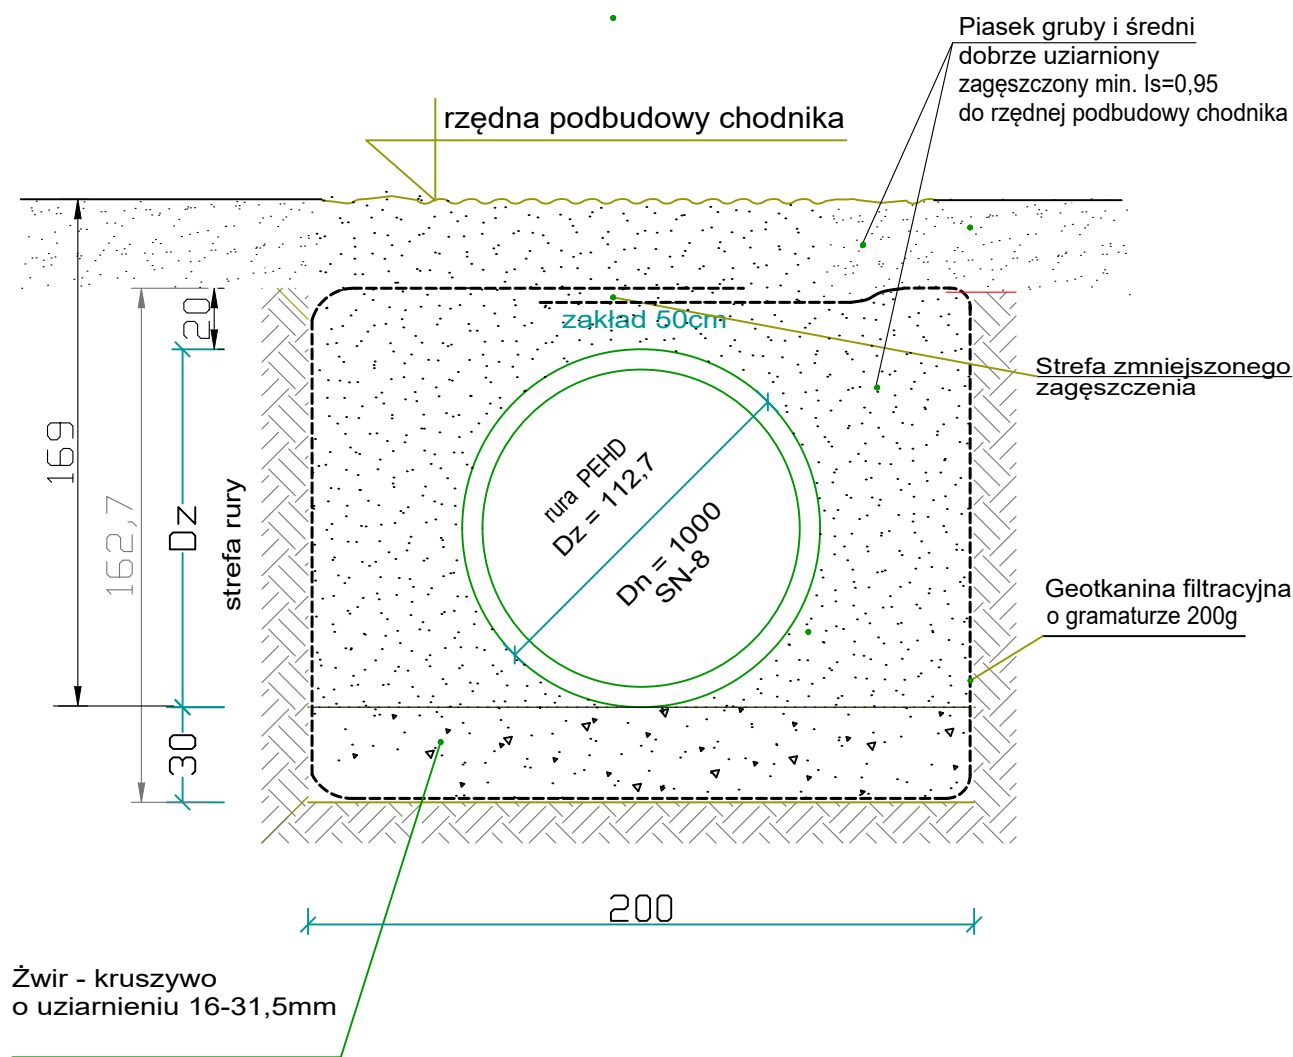 Piasek gruby i średni
dobrze uziarniony
zagęszczony min. Is=0,95
do rzędnej podbudowy chodnika
rzędna podbudowy chodnika
20
zakład 50cm
Strefa zmniejszonego
zagęszczenia
169
162,7
Dz
strefa rury
rura PEHD
Dz = 112,7
Dn = 1000
SN-8
Geotkanina filtracyjna
o gramaturze 200g
30
200
Żwir - kruszywo
o uziarnieniu 16-31,5mm